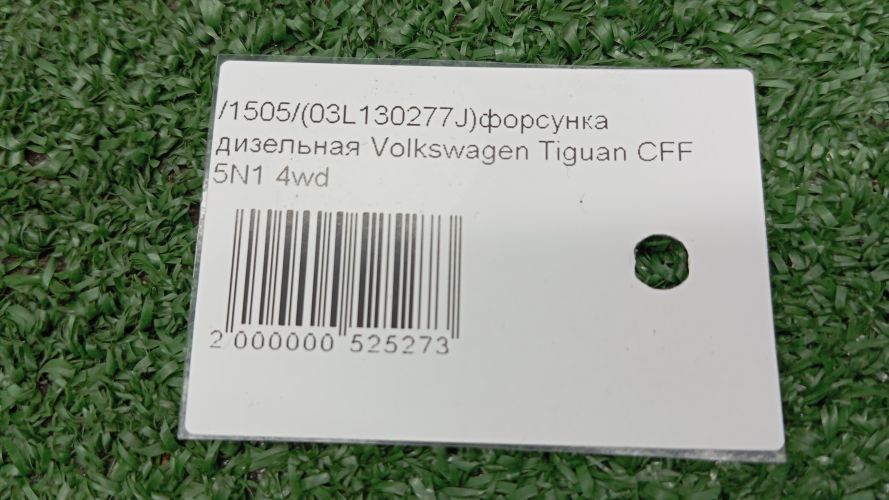 /1505/(03L130277J)форсунка
дизельная Volkswagen Tiguan CFF
5N1 4wd
2 000000 525273